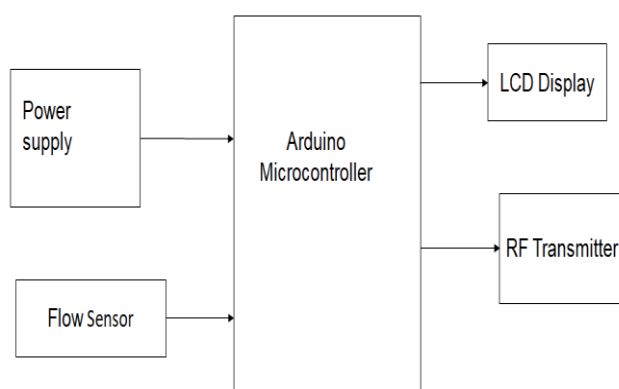 Power
supply
Arduino
Microcontroller
LCD Display
RF Transmitter
Flow Sensor